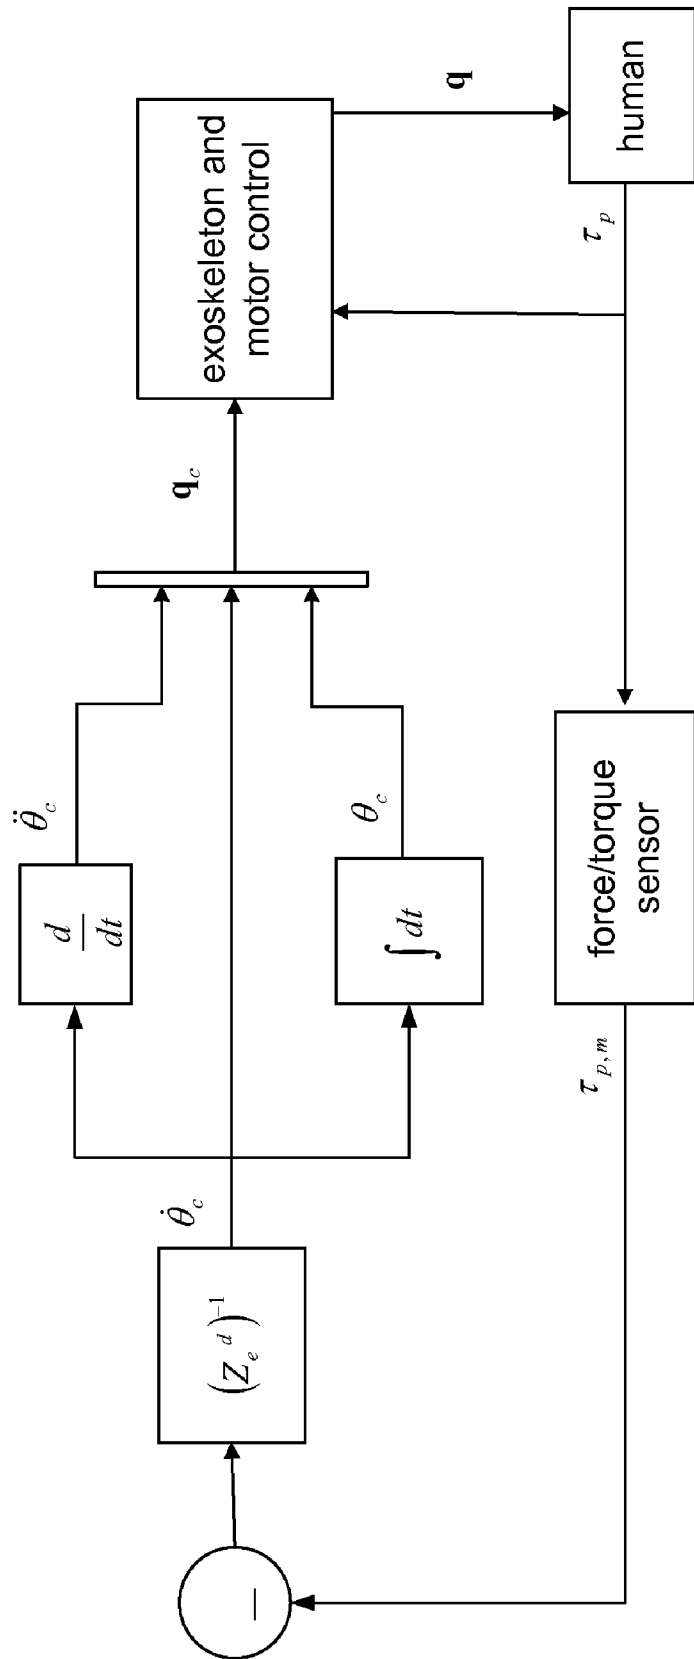 −
(Z_e^d)^{-1}
θ̇_c
d
dt
θ̈_c
∫dt
θ_c
q_c
exoskeleton and
motor control
q
human
τ_p
force/torque
sensor
τ_{p,m}